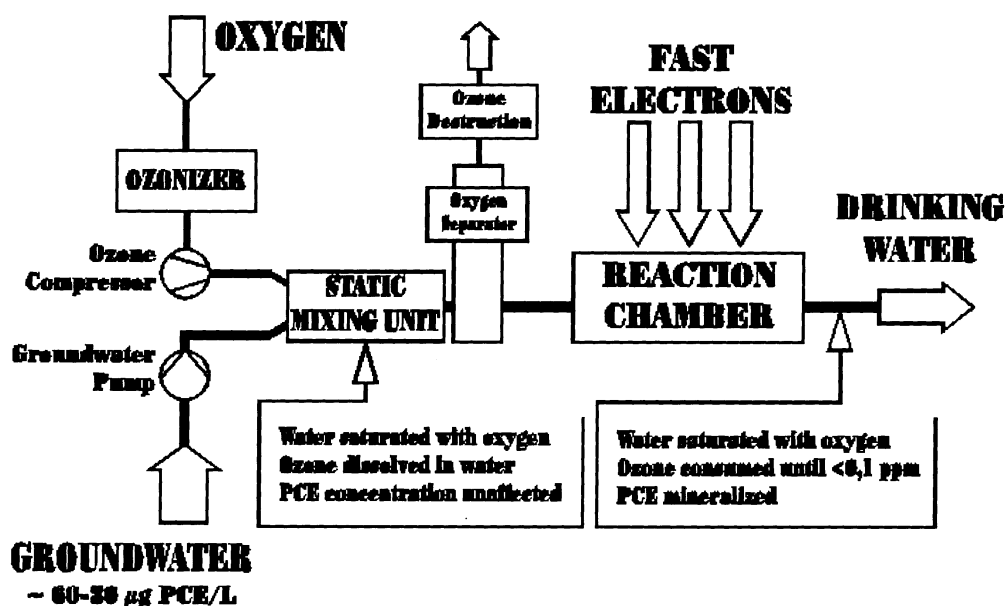 OXYGEN
OZONIZER
Ozone
Compressor
Groundwater
Pump
GROUNDWATER
STATIC
MIXING UNIT
Ozone
Destruction
Oxygen
Separator
FAST
ELECTRONS
REACTION
CHAMBER
DRINKING
WATER
Water saturated with oxygen
Ozone dissolved in water
PCE concentration unaffected
Water saturated with oxygen
Ozone consumed until <0,1 ppm
PCE mineralized
μg PCE/L